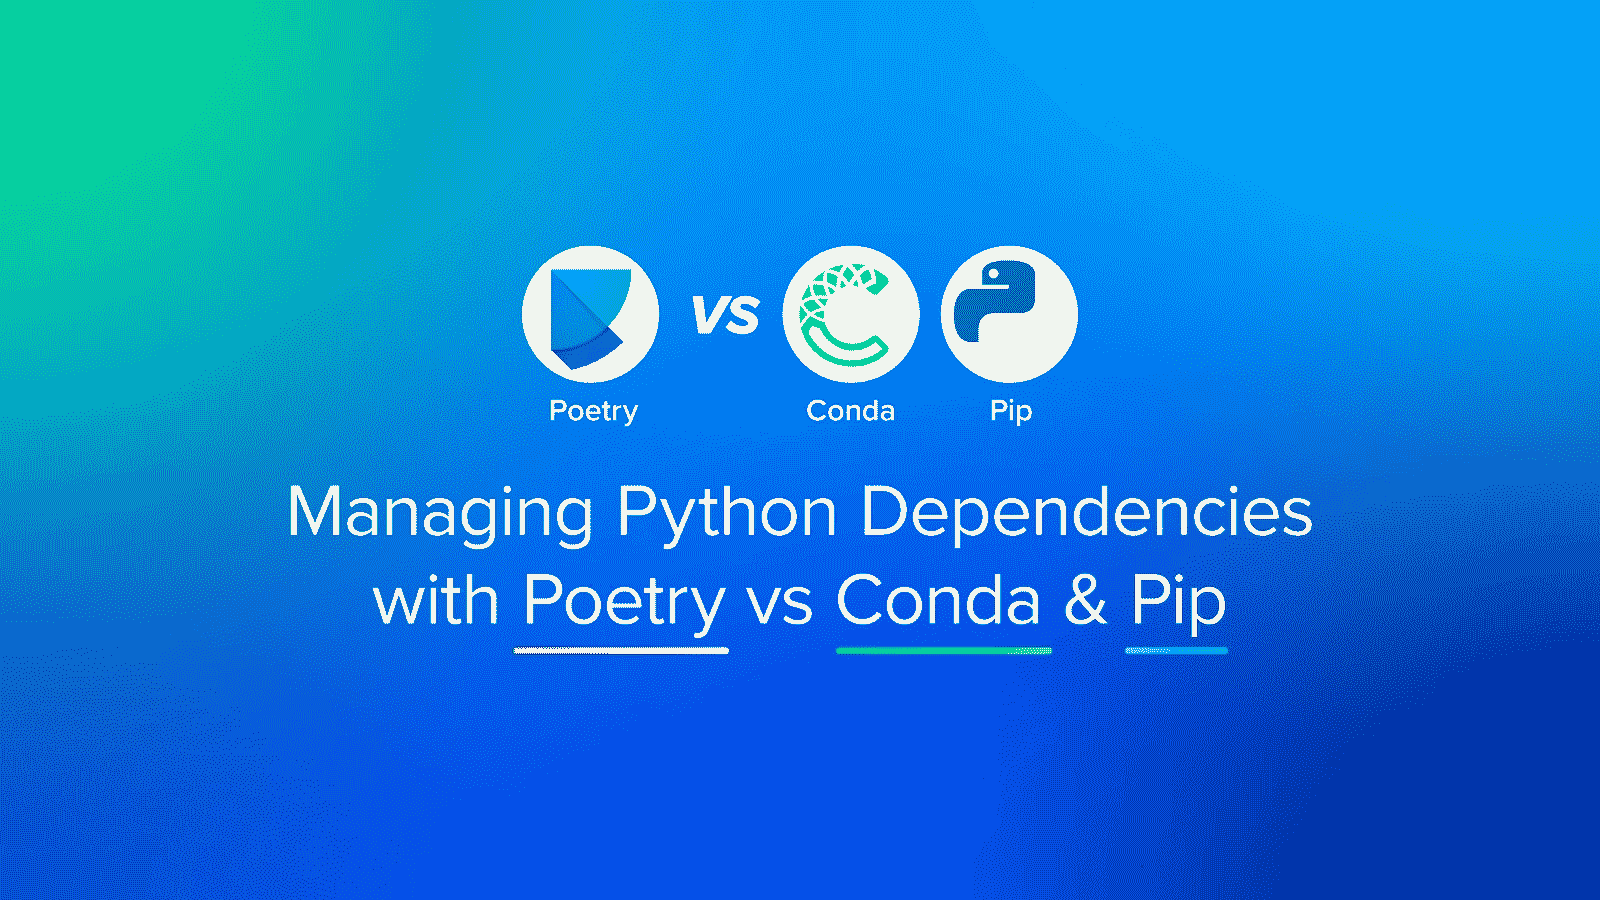 vs
Poetry
Conda
Pip
Managing Python Dependencies
with Poetry vs Conda & Pip